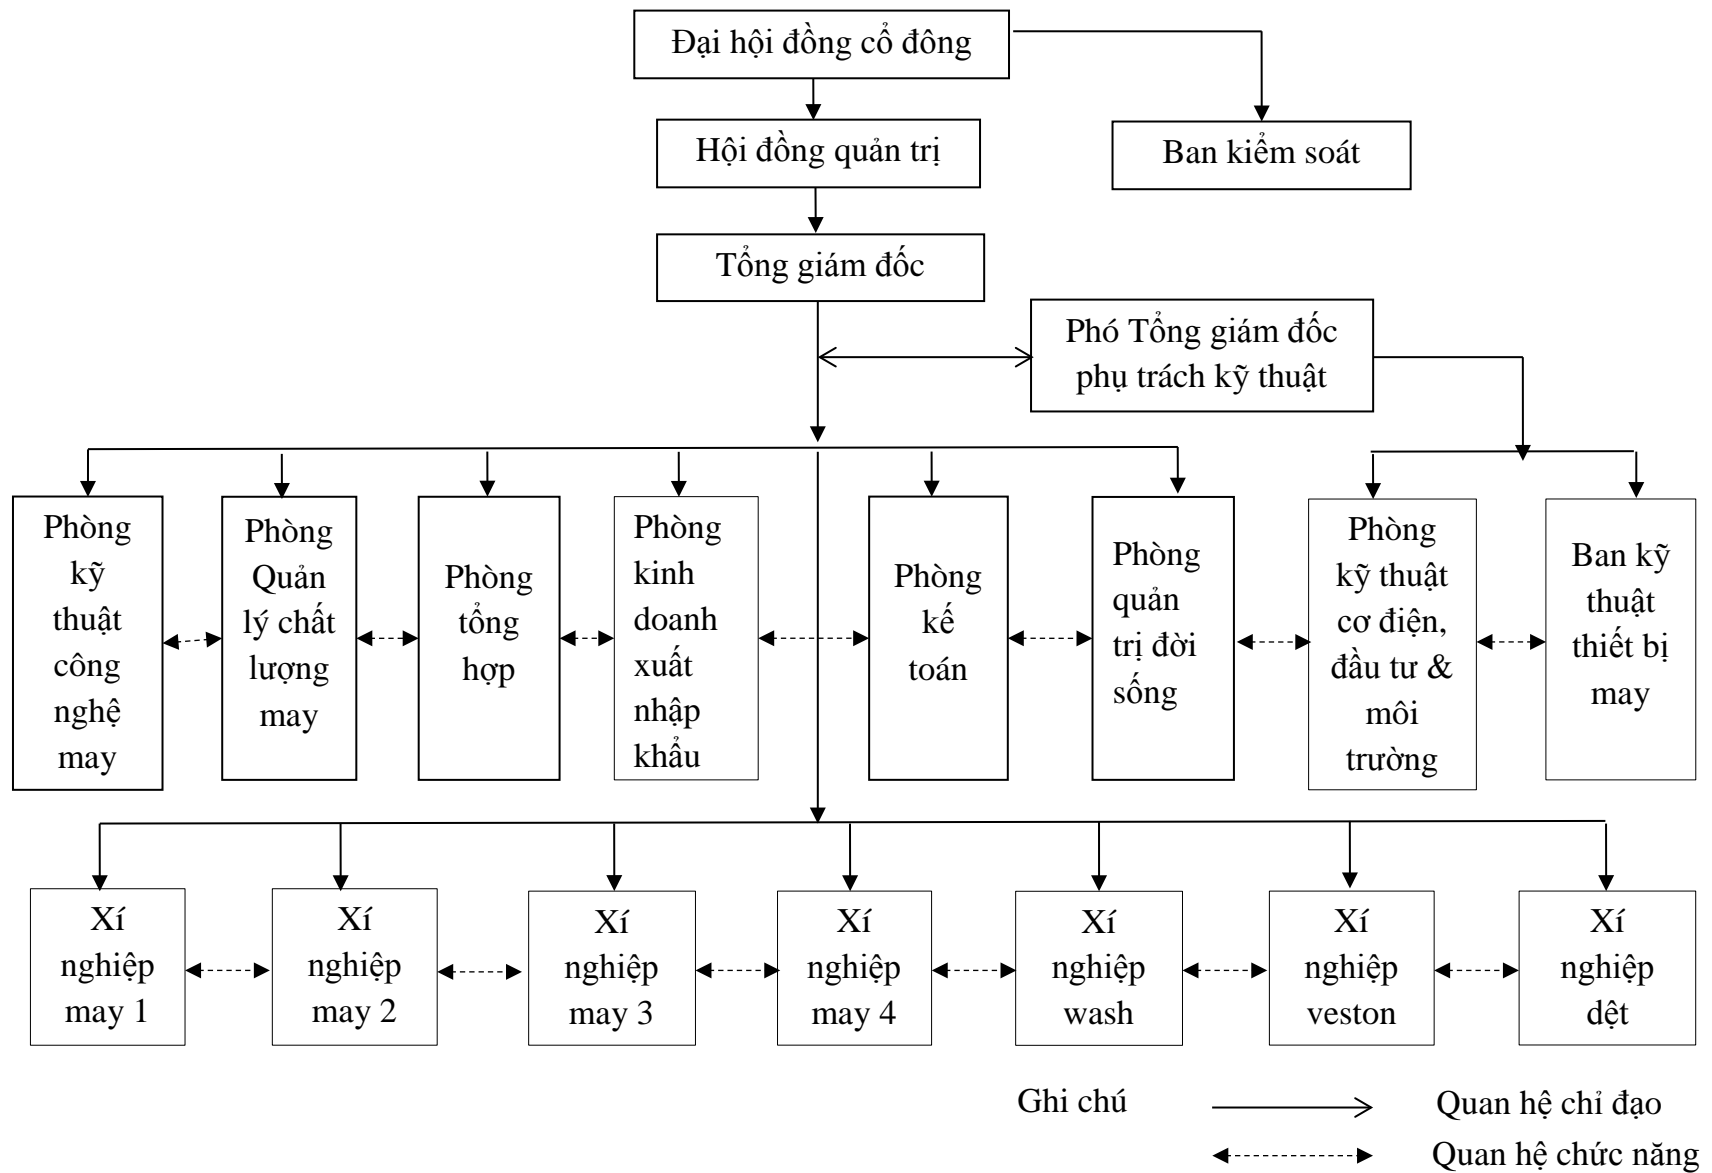 Đại hội đồng cổ đông
Hội đồng quản trị
Ban kiểm soát
Tổng giám đốc
Phó Tổng giám đốc
phụ trách kỹ thuật
Phòng
kỹ
thuật
công
nghệ
may
Phòng
Quản
lý chất
lượng
may
Phòng
tổng
hợp
Phòng
kinh
doanh
xuất
nhập
khẩu
Phòng
kế
toán
Phòng
quản
trị đời
sống
Phòng
kỹ thuật
cơ điện,
đầu tư &
môi
trường
Ban kỹ
thuật
thiết bị
may
Xí
nghiệp
may 1
Xí
nghiệp
may 2
Xí
nghiệp
may 3
Xí
nghiệp
may 4
Xí
nghiệp
wash
Xí
nghiệp
veston
Xí
nghiệp
dệt
Ghi chú
Quan hệ chỉ đạo
Quan hệ chức năng